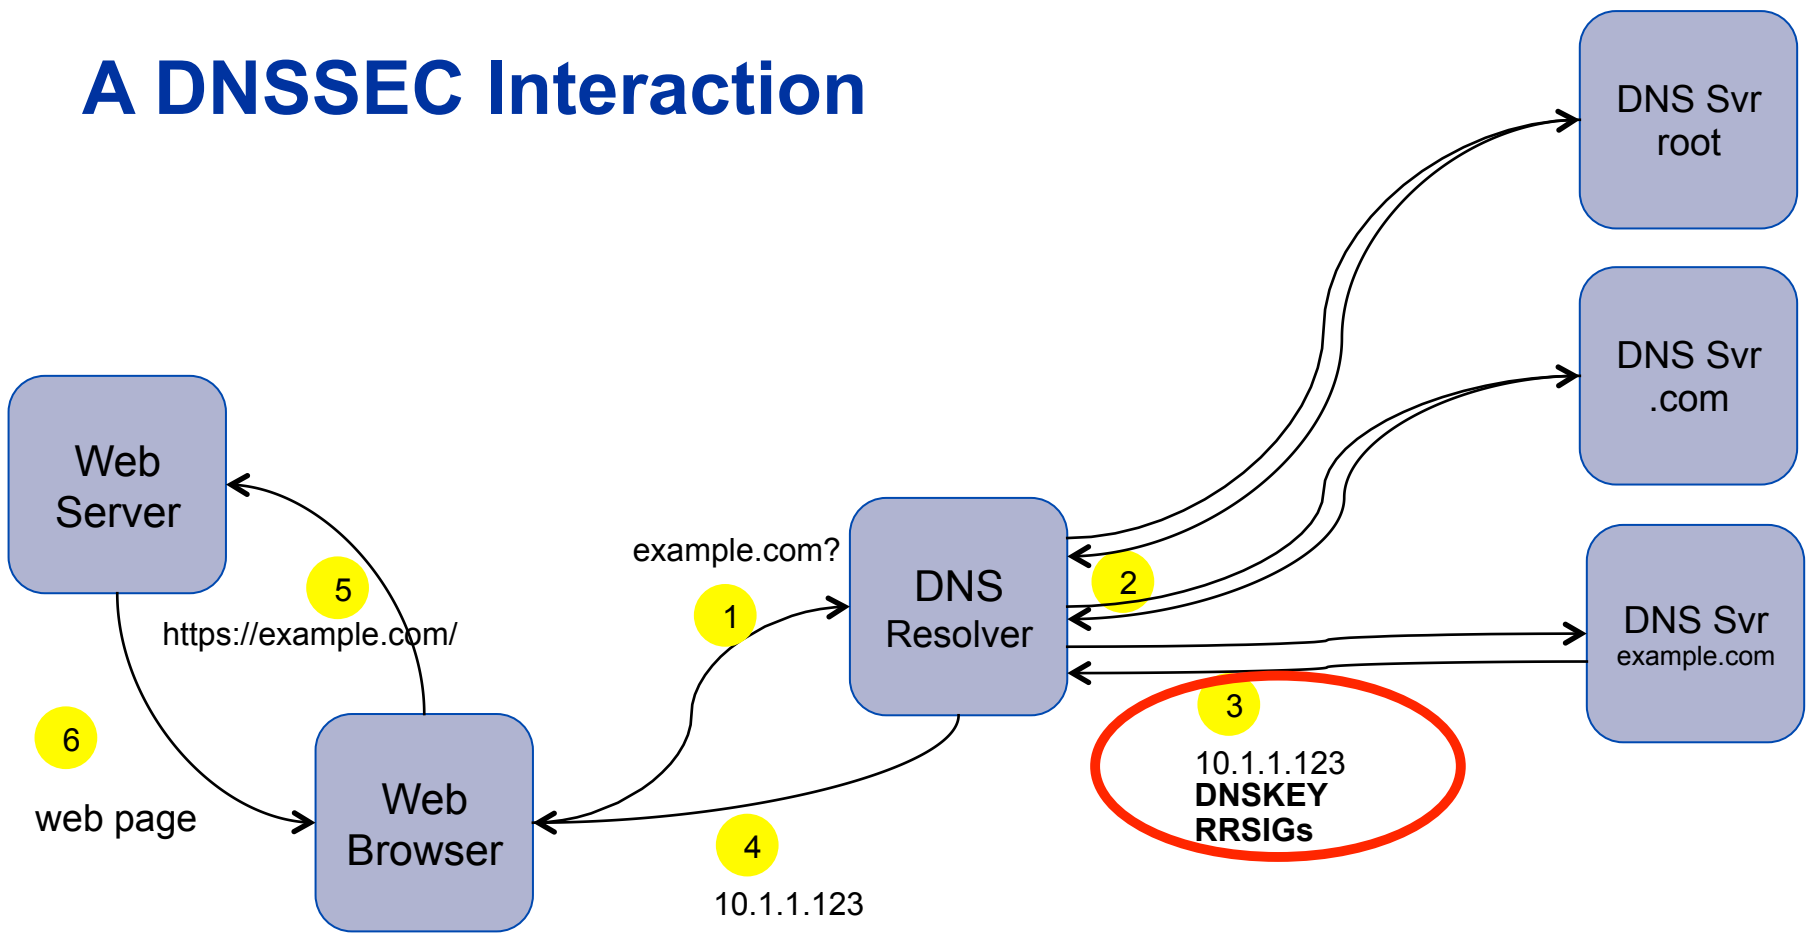 A DNSSEC Interaction
DNS Svr
root
DNS Svr
.com
Web
Server
example.com?
5
https://example.com/
1
DNS
Resolver
2
DNS Svr
example.com
3
10.1.1.123
DNSKEY
RRSIGs
6
web page
Web
Browser
4
10.1.1.123